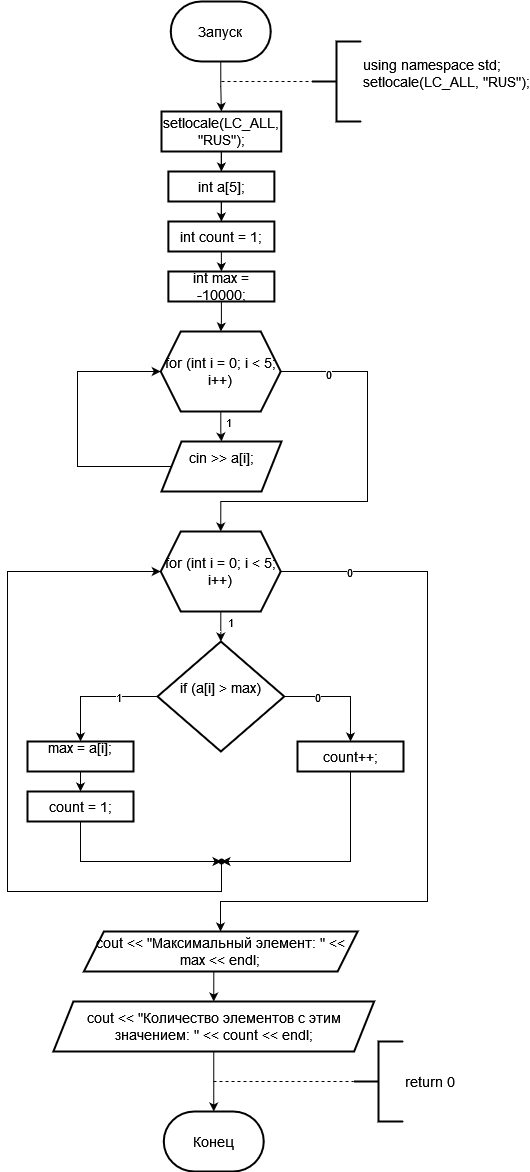 Запуск
using namespace std;
setlocale(LC_ALL, "RUS");
setlocale(LC_ALL,
"RUS");
int a[5];
int count = 1;
int max =
-10000;
for (int i = 0; i < 5;
i++)
0
1
cin >> a[i];
for (int i = 0; i < 5;
i++)
0
1
if (a[i] > max)
1
0
max = a[i];
count++;
count = 1;
cout << "Максимальный элемент: " <<
max << endl;
cout << "Количество элементов с этим
значением: " << count << endl;
return 0
Конец